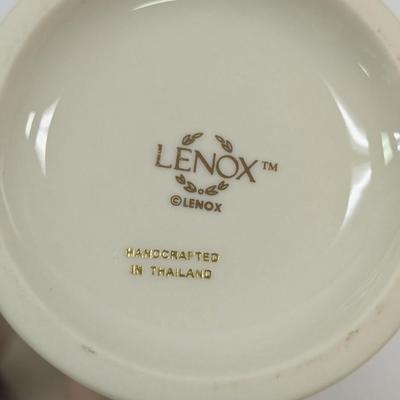 LENOX™
©LENOX
HANDCRAFTED
IN THAILAND